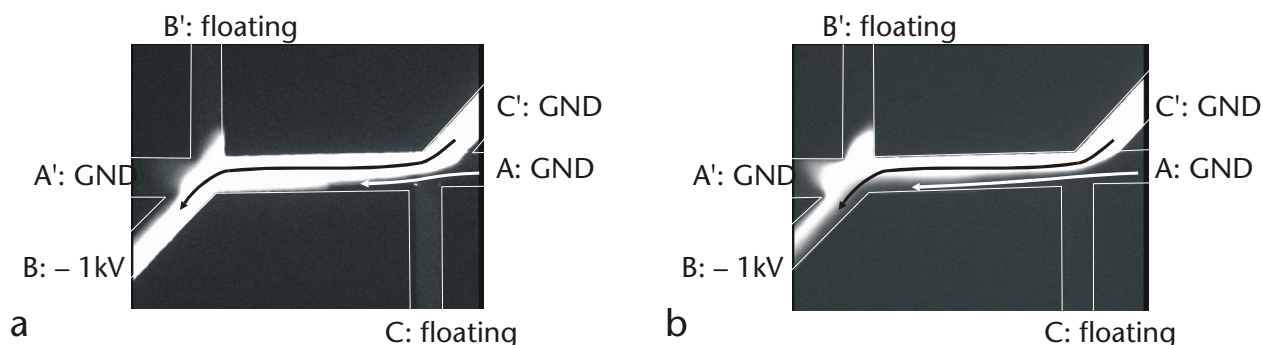 B': floating
C': GND
A': GND
A: GND
B: – 1kV
C: floating
a
B': floating
C': GND
A': GND
A: GND
B: – 1kV
C: floating
b